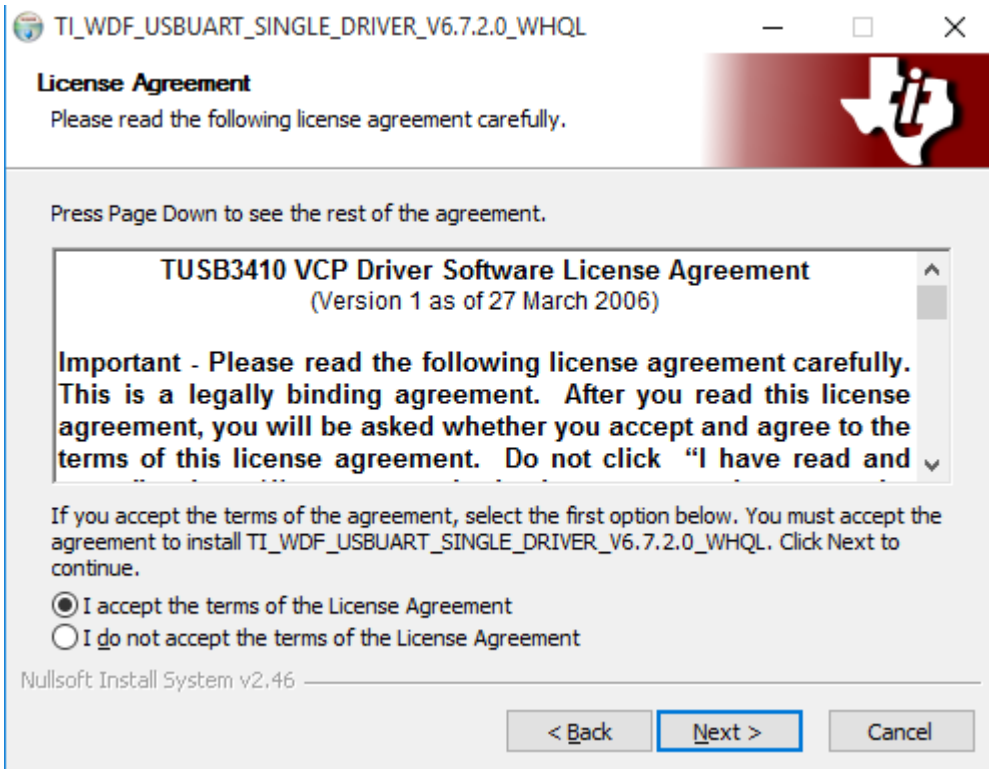 TI_WDF_USBUART_SINGLE_DRIVER_V6.7.2.0_WHQL
License Agreement
Please read the following license agreement carefully.
ti
Press Page Down to see the rest of the agreement.
TUSB3410 VCP Driver Software License Agreement
(Version 1 as of 27 March 2006)
Important - Please read the following license agreement carefully.
This is a legally binding agreement. After you read this license
agreement, you will be asked whether you accept and agree to the
terms of this license agreement. Do not click “I have read and
If you accept the terms of the agreement, select the first option below. You must accept the
agreement to install TI_WDF_USBUART_SINGLE_DRIVER_V6.7.2.0_WHQL. Click Next to
continue.
I accept the terms of the License Agreement
I do not accept the terms of the License Agreement
Nullsoft Install System v2.46
< Back
Next >
Cancel